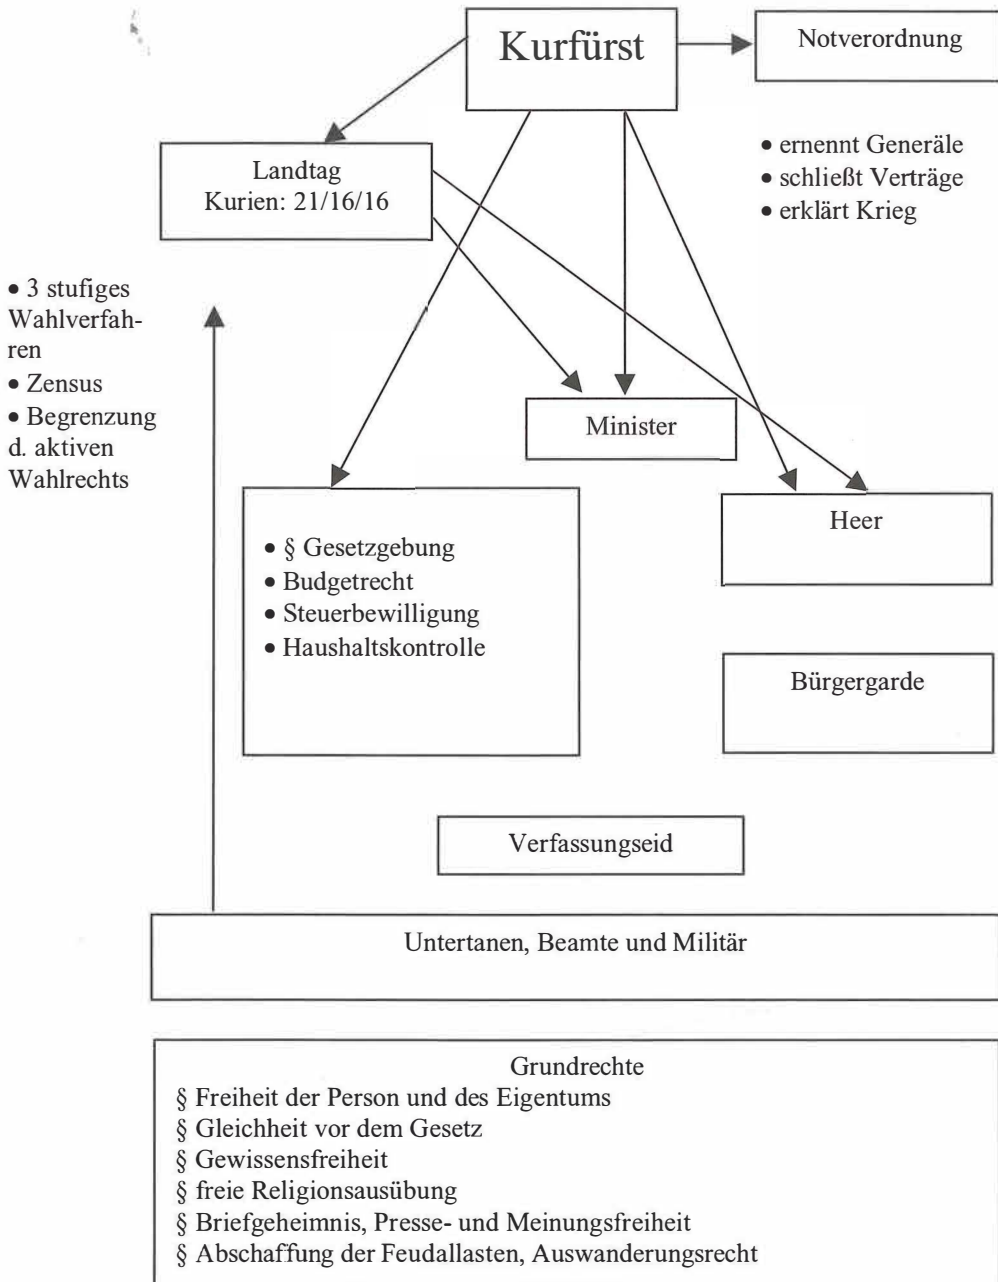 Kurfürst
Notverordnung
Landtag
Kurien: 21/16/16
• ernennt Generäle
• schließt Verträge
• erklärt Krieg
• 3 stufiges
Wahlverfah-
ren
• Zensus
• Begrenzung
d. aktiven
Wahlrechts
Minister
• § Gesetzgebung
• Budgetrecht
• Steuerbewilligung
• Haushaltskontrolle
Heer
Bürgergarde
Verfassungseid
Untertanen, Beamte und Militär
Grundrechte
§ Freiheit der Person und des Eigentums
§ Gleichheit vor dem Gesetz
§ Gewissensfreiheit
§ freie Religionsausübung
§ Briefgeheimnis, Presse- und Meinungsfreiheit
§ Abschaffung der Feudallasten, Auswanderungsrecht